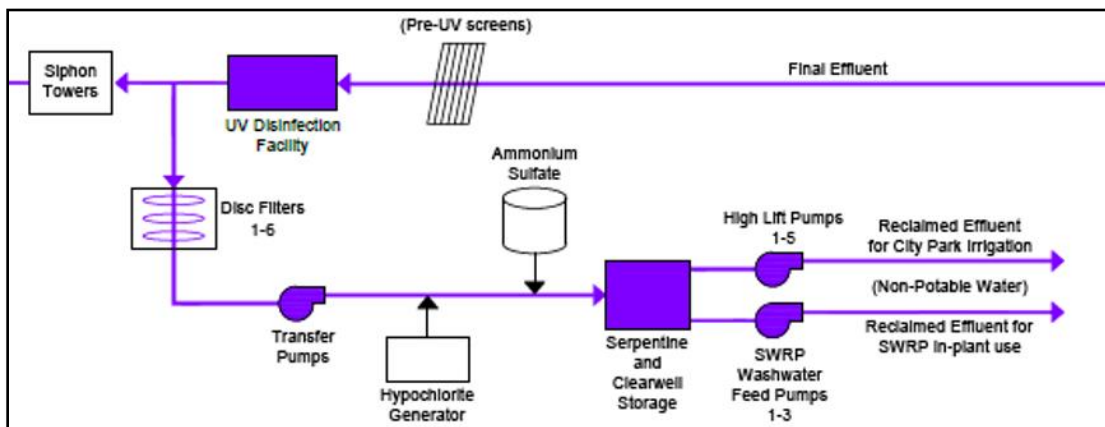 (Pre-UV screens)
Siphon
Towers
Final Effluent
UV Disinfection
Facility
Ammonium
Sulfate
Disc Filters
1-6
High Lift Pumps
1-5
Reclaimed Effluent
for City Park Irrigation
(Non-Potable Water)
Transfer
Pumps
Hypochlorite
Generator
Serpentine
and
Clearwell
Storage
SWRP
Washwater
Feed Pumps
1-3
Reclaimed Effluent for
SWRP in-plant use